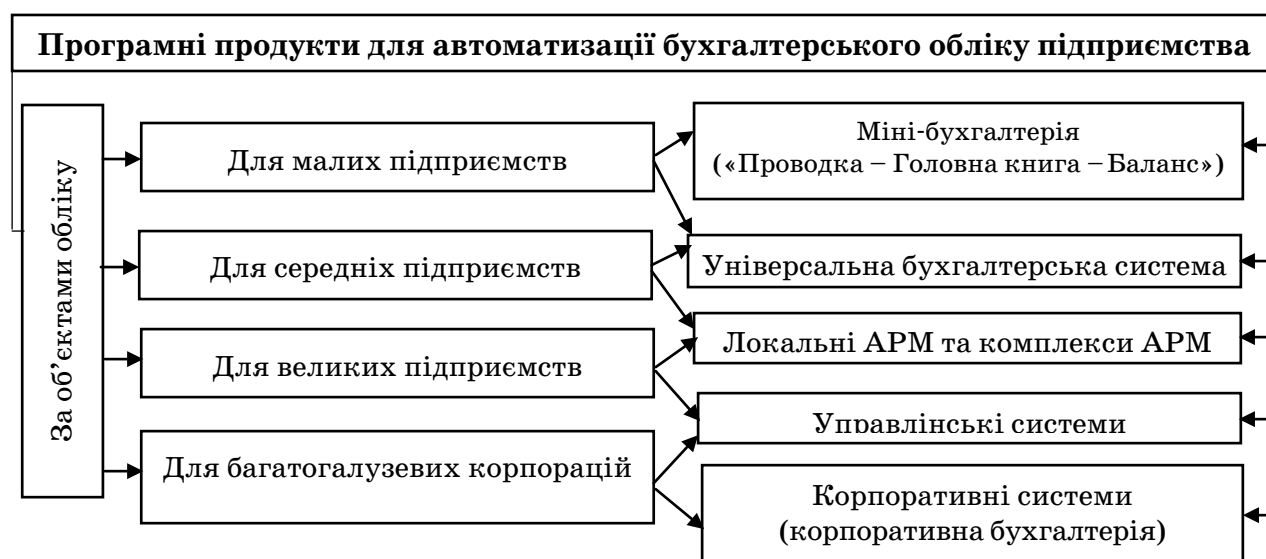 Програмні продукти для автоматизації бухгалтерського обліку підприємства
За об’єктами обліку
Для малих підприємств
Для середніх підприємств
Для великих підприємств
Для багатогалузевих корпорацій
Міні-бухгалтерія
(«Проводка – Головна книга – Баланс»)
Універсальна бухгалтерська система
Локальні АРМ та комплекси АРМ
Управлінські системи
Корпоративні системи
(корпоративна бухгалтерія)